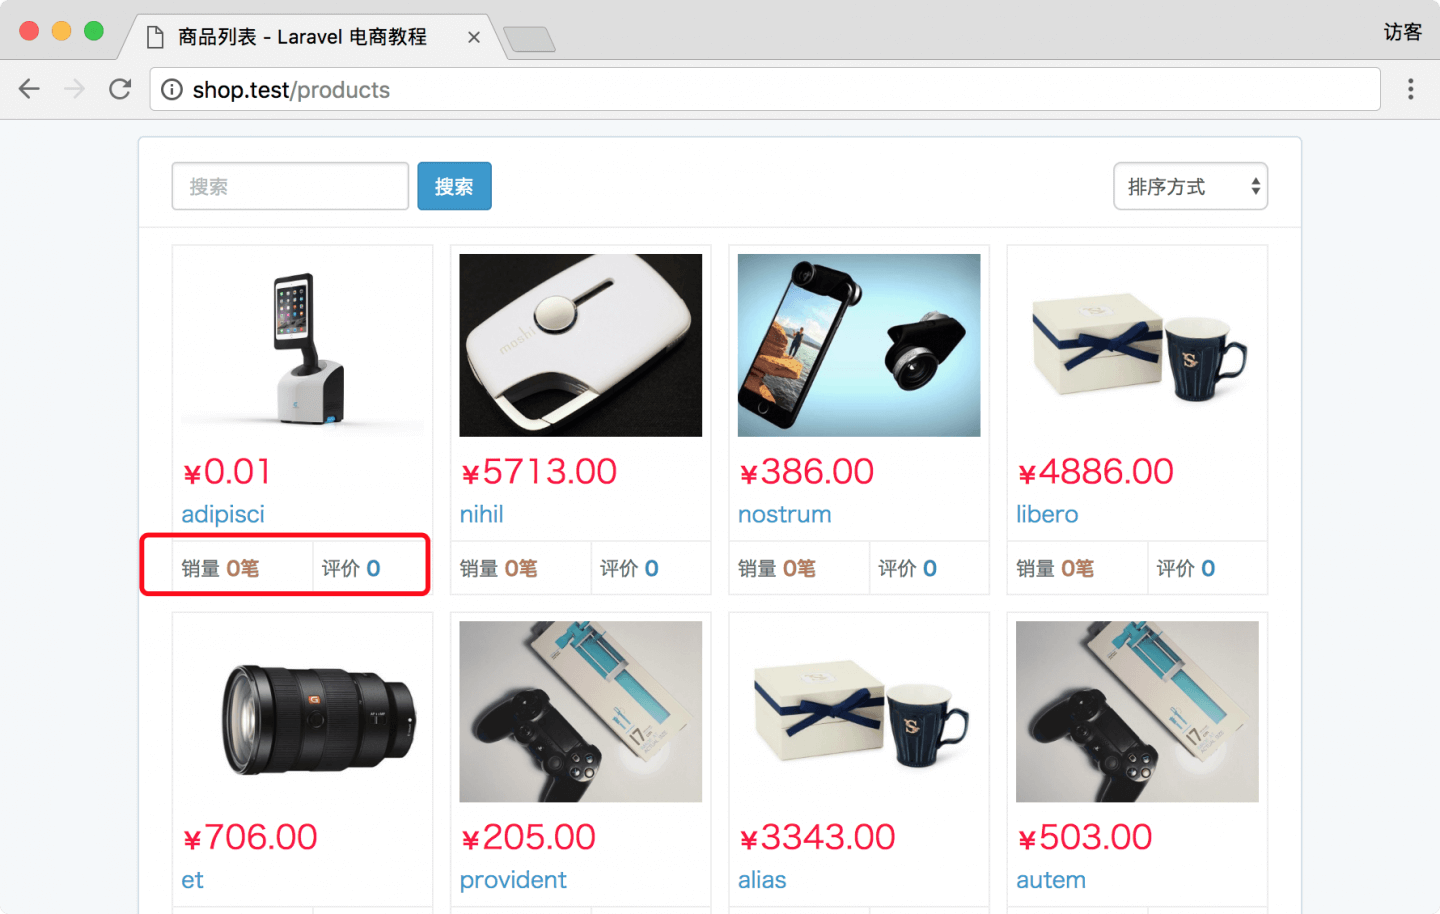 商品列表 - Laravel 电商教程
访客
shop.test/products
搜索 搜索 排序方式
moshi
S
¥0.01 ¥5713.00 ¥386.00 ¥4886.00
adipisci nihil nostrum libero
销量 0笔 评价 0 销量 0笔 评价 0 销量 0笔 评价 0 销量 0笔 评价 0
G
17
S
17
¥706.00 ¥205.00 ¥3343.00 ¥503.00
et provident alias autem